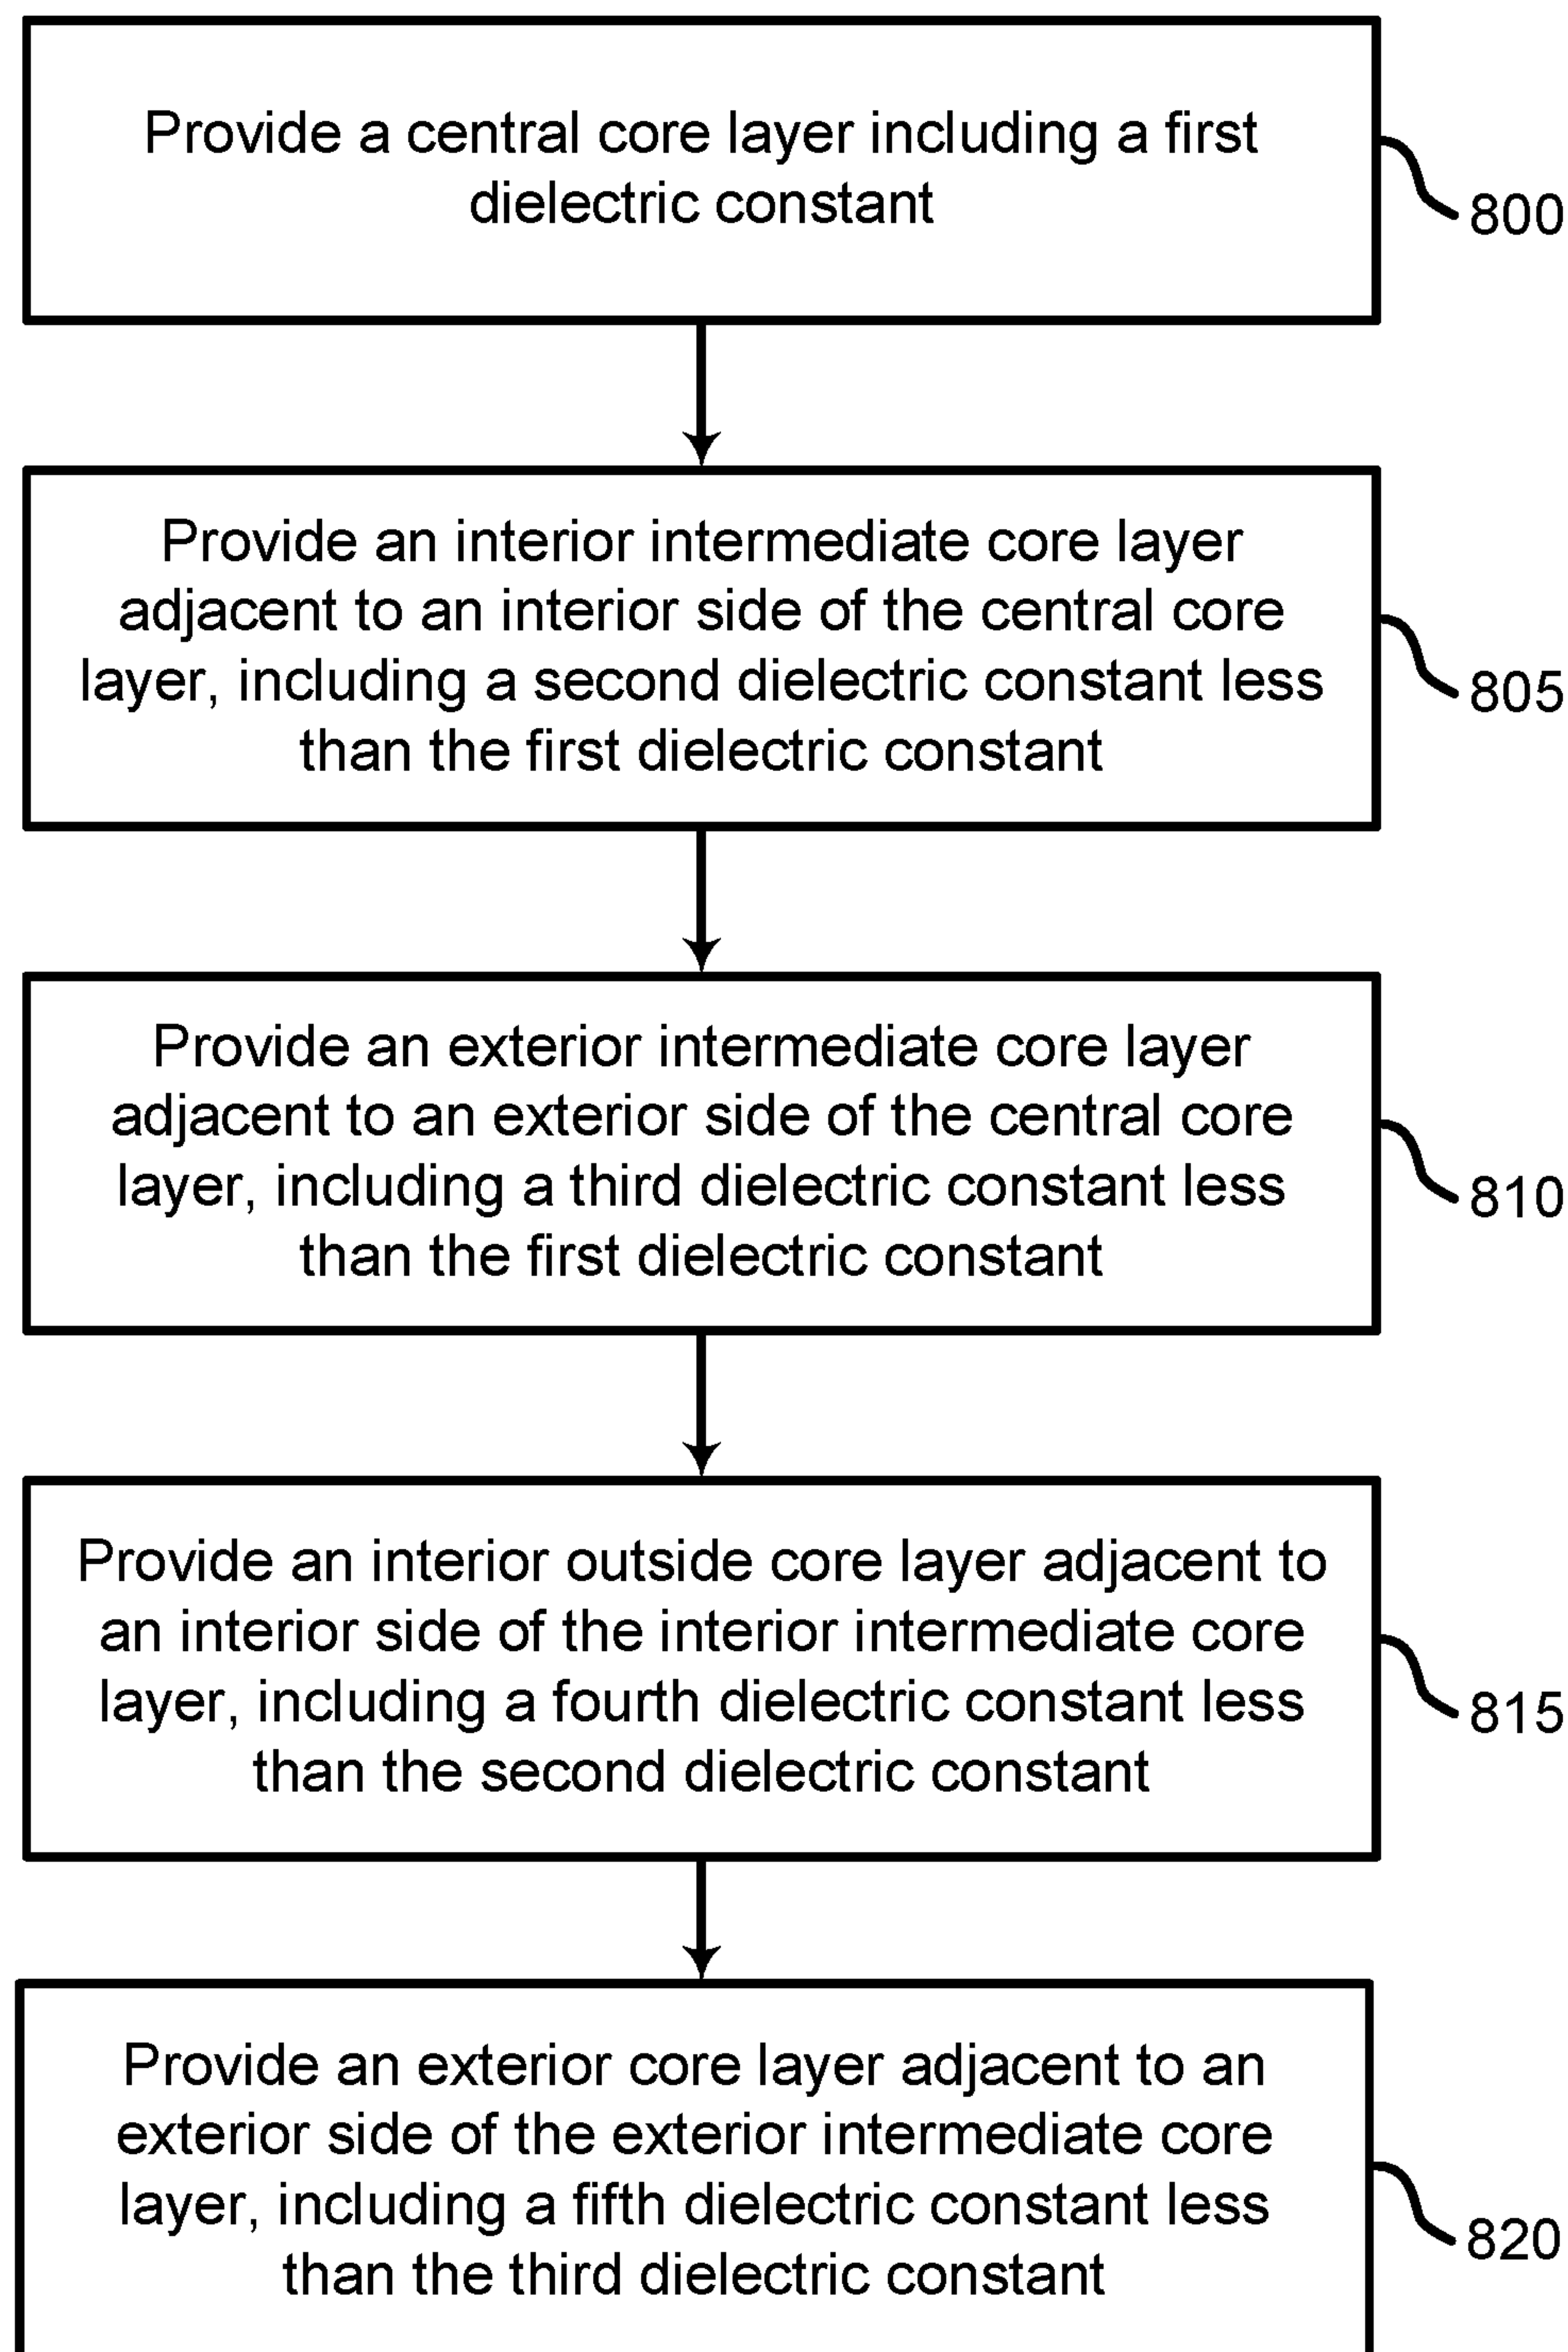 Provide a central core layer including a first
dielectric constant
800
Provide an interior intermediate core layer
adjacent to an interior side of the central core
layer, including a second dielectric constant less
than the first dielectric constant
805
Provide an exterior intermediate core layer
adjacent to an exterior side of the central core
layer, including a third dielectric constant less
than the first dielectric constant
810
Provide an interior outside core layer adjacent to
an interior side of the interior intermediate core
layer, including a fourth dielectric constant less
than the second dielectric constant
815
Provide an exterior core layer adjacent to an
exterior side of the exterior intermediate core
layer, including a fifth dielectric constant less
than the third dielectric constant
820